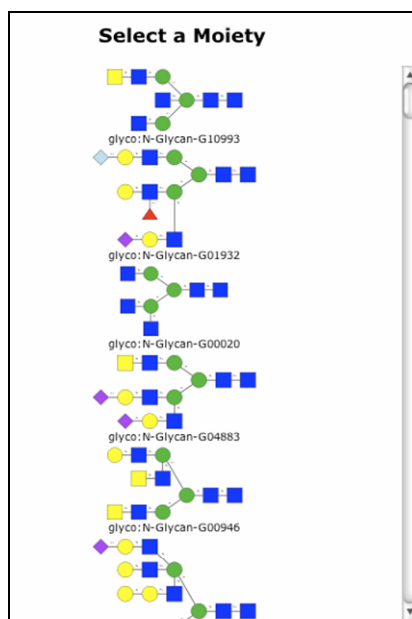 Select a Moiety
glyco:N-Glycan-G10993
glyco:N-Glycan-G01932
glyco:N-Glycan-G00020
glyco:N-Glycan-G04883
glyco:N-Glycan-G00946